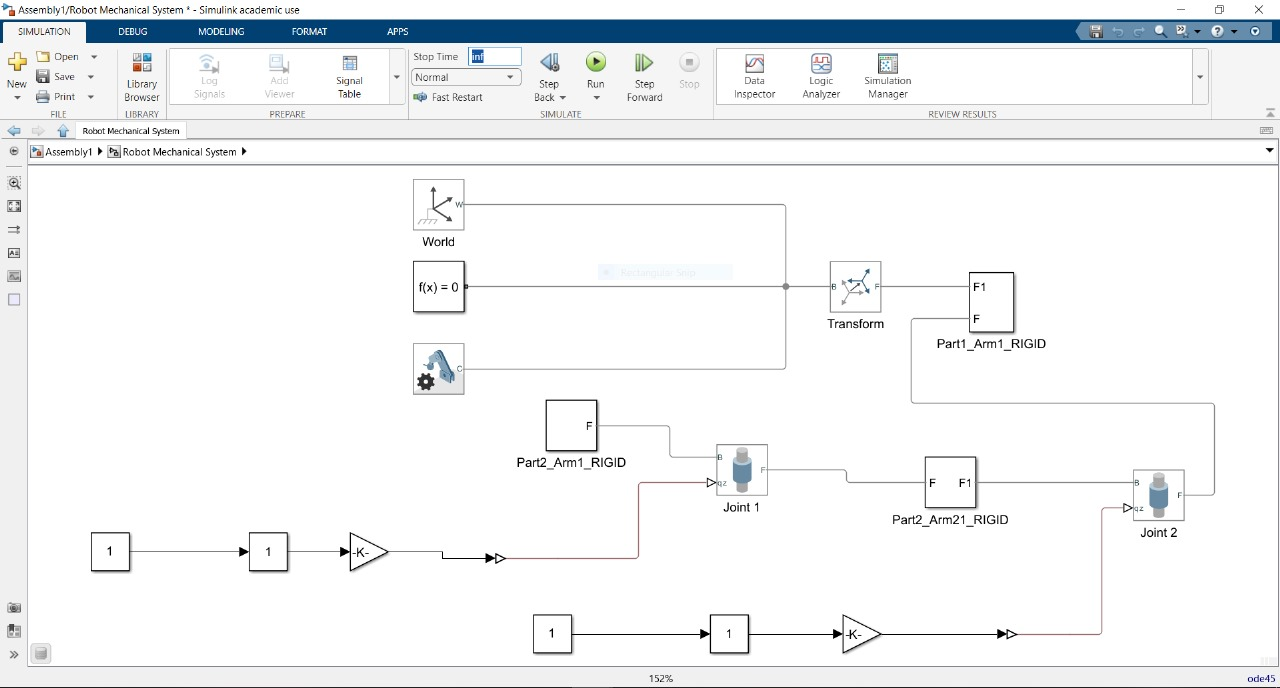 Assembly1/Robot Mechanical System * - Simulink academic use
SIMULATION DEBUG MODELING FORMAT APPS
New
Open
Save
Print
FILE
Library Browser
LIBRARY
Log Signals
Add Viewer
Signal Table
PREPARE
Stop Time inf
Normal
Fast Restart
Step Back
Run
Step Forward
Stop
SIMULATE
Data Inspector
Logic Analyzer
Simulation Manager
REVIEW RESULTS
Robot Mechanical System
Assembly1 Robot Mechanical System
W
World
f(x) = 0
Rectangular Snip
B F
Transform
F1
F
Part1_Arm1_RIGID
C
F
Part2_Arm1_RIGID
B
F
qz
Joint 1
F F1
Part2_Arm21_RIGID
B
F
qz
Joint 2
1 1 -K-
1 1 -K-
152%
ode45